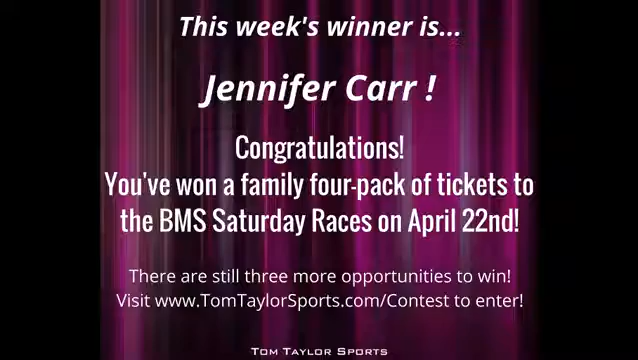 This week's winner is...
Jennifer Carr !
Congratulations!
You've won a family four-pack of tickets to
the BMS Saturday Races on April 22nd!
There are still three more opportunities to win!
Visit www.TomTaylorSports.com/Contest to enter!
Tom Taylor Sports